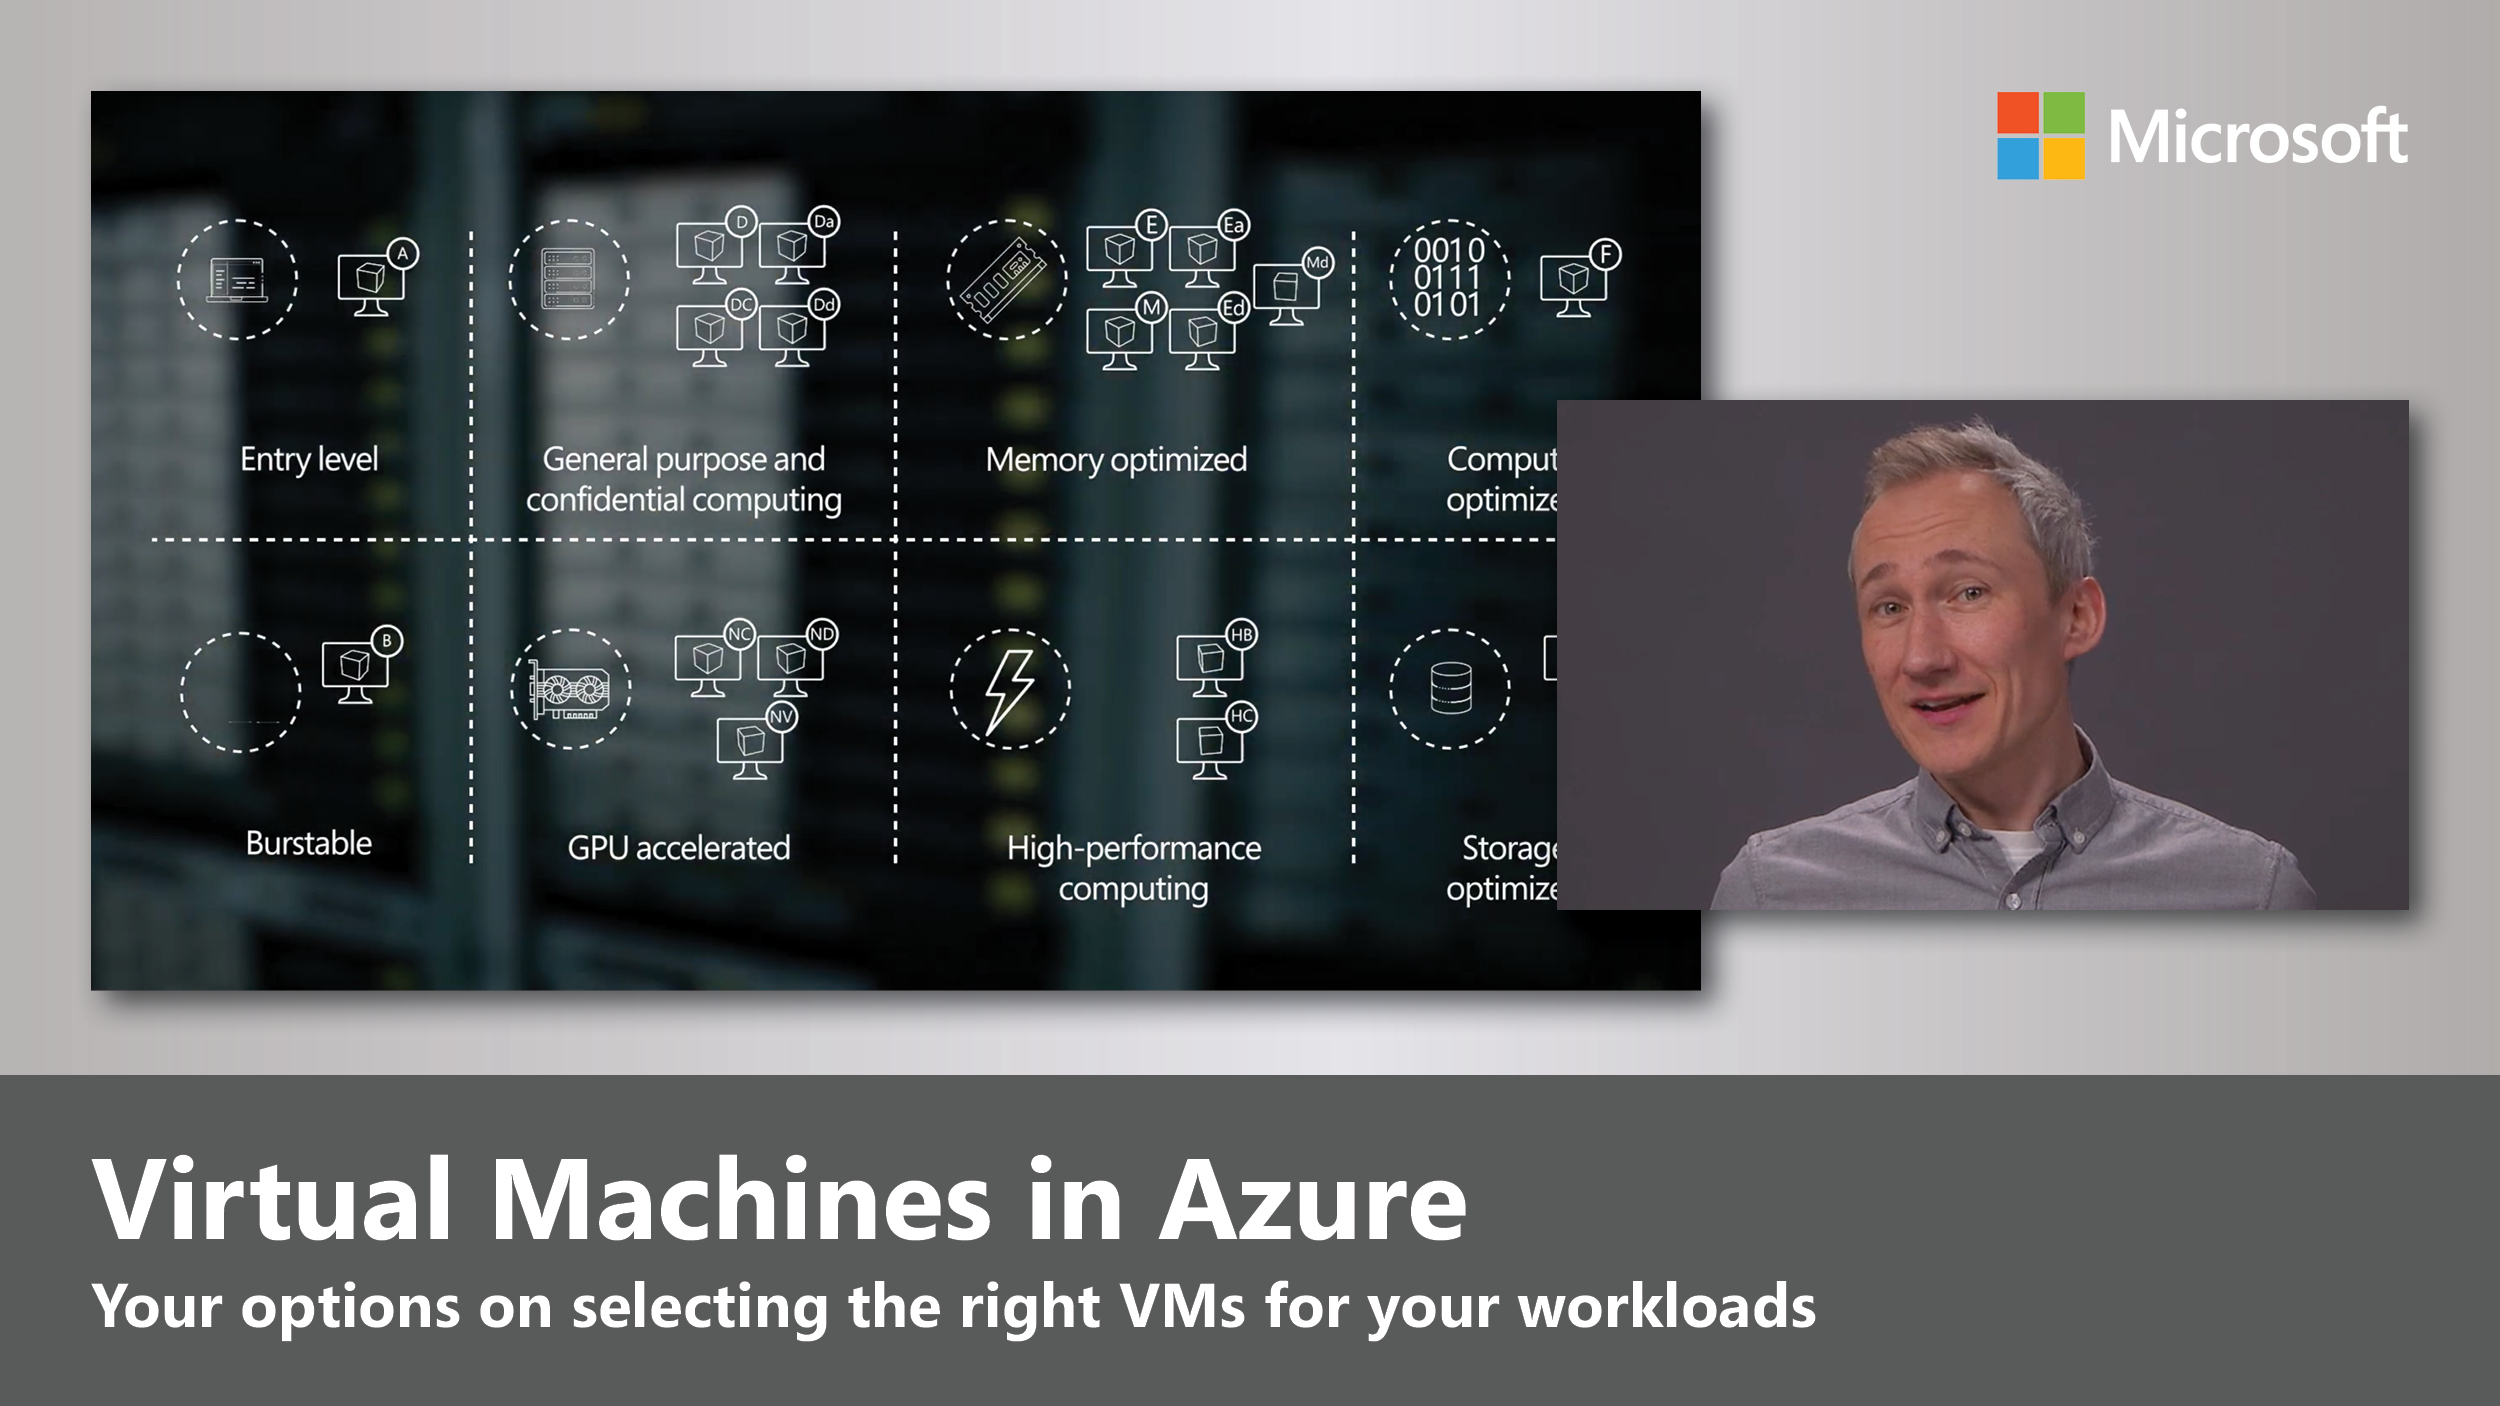 Microsoft
A
D
Da
DC
Dd
E
Ea
M
Ed
Md
0010
0111
0101
F
Entry level
General purpose and
confidential computing
Memory optimized
B
NC
ND
NV
HB
HC
Burstable
GPU accelerated
High-performance
computing
Virtual Machines in Azure
Your options on selecting the right VMs for your workloads